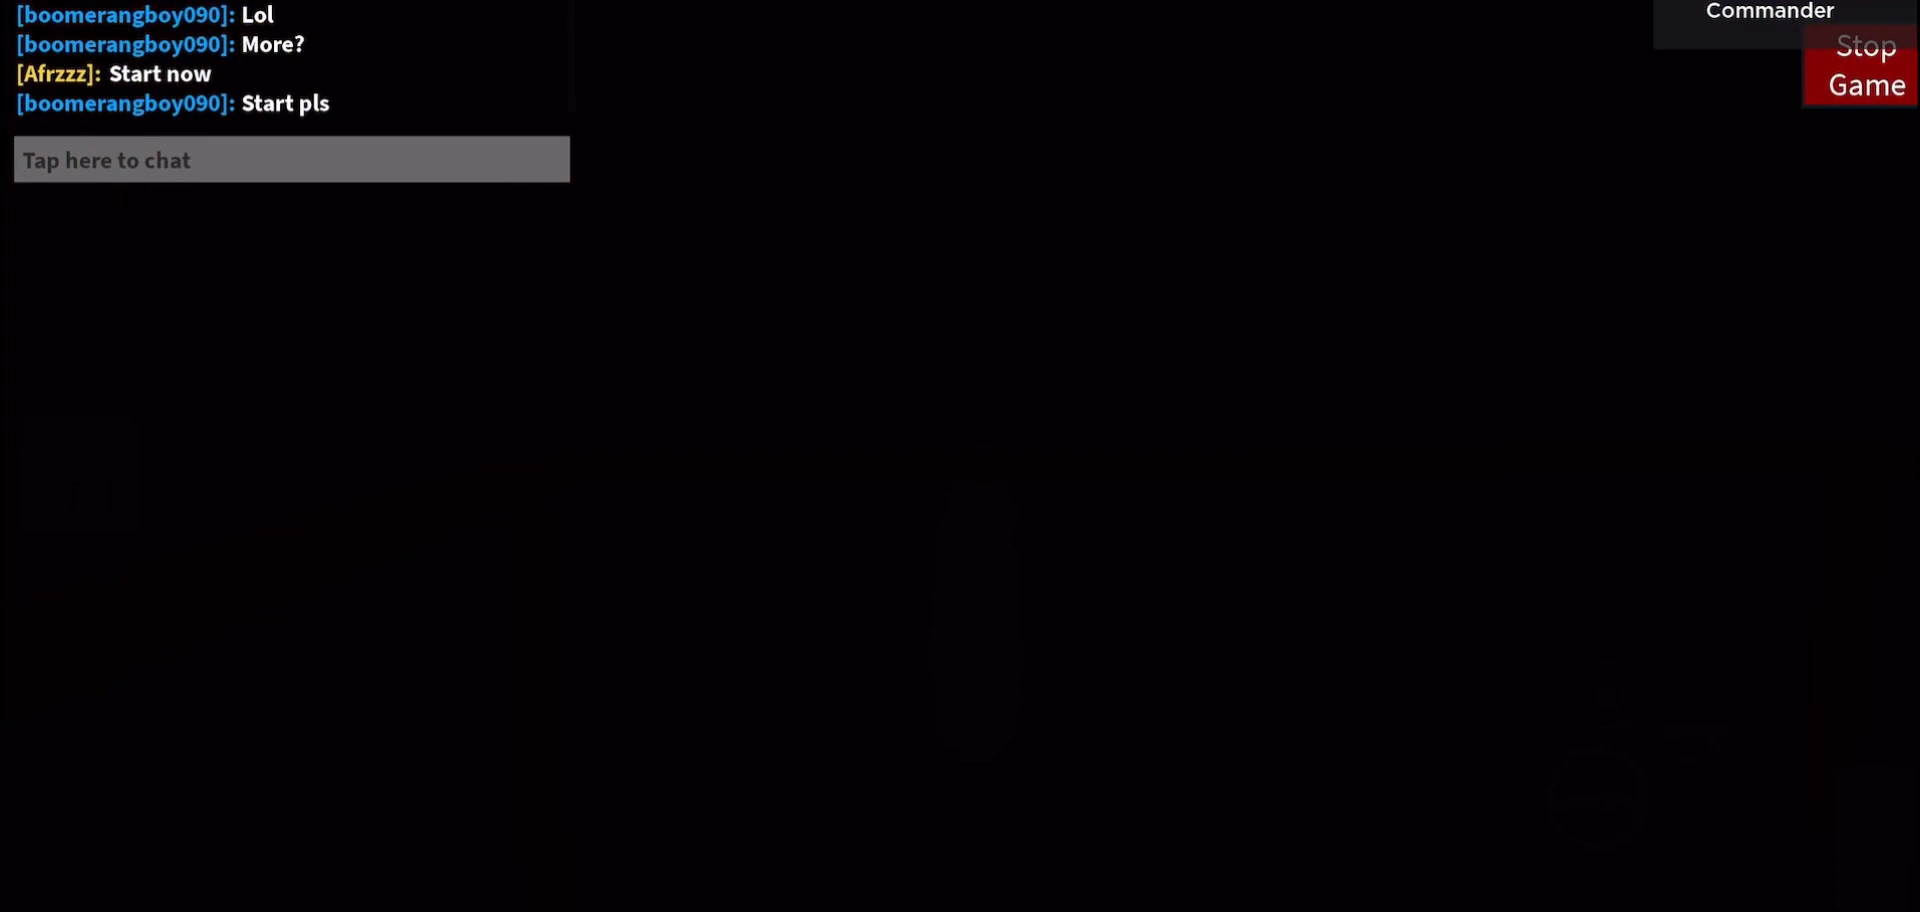 [boomerangboy090]: Lol
Commander
[boomerangboy090]: More?
Stop
Game
[Afrzzz]: Start now
[boomerangboy090]: Start pls
Tap here to chat